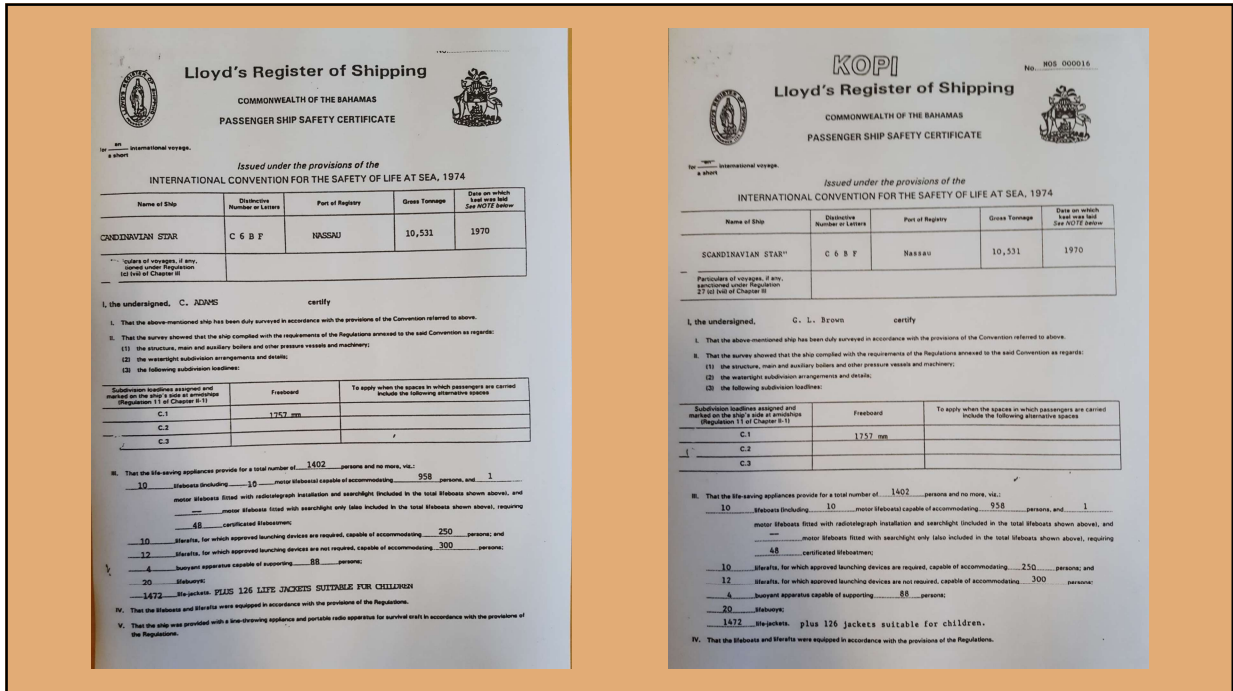 No.
Lloyd's Register of Shipping
COMMONWEALTH OF THE BAHAMAS
PASSENGER SHIP SAFETY CERTIFICATE
for an international voyage.
a short
Issued under the provisions of the
INTERNATIONAL CONVENTION FOR THE SAFETY OF LIFE AT SEA, 1974
Name of Ship Distinctive Number or Letters Port of Registry Gross Tonnage Date on which keel was laid See NOTE below
CANDINAVIAN STAR C 6 B F NASSAU 10,531 1970
culars of voyages, if any,
tioned under Regulation
(c) (vii) of Chapter III
I, the undersigned, C. ADAMS certify
I. That the above-mentioned ship has been duly surveyed in accordance with the provisions of the Convention referred to above.
II. That the survey showed that the ship complied with the requirements of the Regulations annexed to the said Convention as regards:
(1) the structure, main and auxiliary boilers and other pressure vessels and machinery;
(2) the watertight subdivision arrangements and details;
(3) the following subdivision loadlines:
Subdivision loadlines assigned and marked on the ship's side at amidships (Regulation 11 of Chapter II-1) Freeboard To apply when the spaces in which passengers are carried include the following alternative spaces
C.1 1757 mm
C.2
C.3
III. That the life-saving appliances provide for a total number of 1402 persons and no more, viz.:
10 lifeboats (including 10 motor lifeboats) capable of accommodating 958 persons, and 1
motor lifeboats fitted with radiotelegraph installation and searchlight (included in the total lifeboats shown above), and
— motor lifeboats fitted with searchlight only (also included in the total lifeboats shown above), requiring
48 certificated lifeboatmen;
10 liferafts, for which approved launching devices are required, capable of accommodating 250 persons; and
12 liferafts, for which approved launching devices are not required, capable of accommodating 300 persons;
4 buoyant apparatus capable of supporting 88 persons;
20 lifebuoys;
1472 life-jackets. PLUS 126 LIFE JACKETS SUITABLE FOR CHILDREN
IV. That the lifeboats and liferafts were equipped in accordance with the provisions of the Regulations.
V. That the ship was provided with a line-throwing appliance and portable radio apparatus for survival craft in accordance with the provisions of
the Regulations.
KOPI
No. NOS 000016
Lloyd's Register of Shipping
COMMONWEALTH OF THE BAHAMAS
PASSENGER SHIP SAFETY CERTIFICATE
for an international voyage.
a short
Issued under the provisions of the
INTERNATIONAL CONVENTION FOR THE SAFETY OF LIFE AT SEA, 1974
Name of Ship Distinctive Number or Letters Port of Registry Gross Tonnage Date on which keel was laid See NOTE below
SCANDINAVIAN STAR" C 6 B F Nassau 10,531 1970
Particulars of voyages, if any,
sanctioned under Regulation
27 (c) (vii) of Chapter III
I, the undersigned, G. L. Brown certify
I. That the above-mentioned ship has been duly surveyed in accordance with the provisions of the Convention referred to above.
II. That the survey showed that the ship complied with the requirements of the Regulations annexed to the said Convention as regards:
(1) the structure, main and auxiliary boilers and other pressure vessels and machinery;
(2) the watertight subdivision arrangements and details;
(3) the following subdivision loadlines:
Subdivision loadlines assigned and marked on the ship's side at amidships (Regulation 11 of Chapter II-1) Freeboard To apply when the spaces in which passengers are carried include the following alternative spaces
C.1 1757 mm
C.2
C.3
III. That the life-saving appliances provide for a total number of 1402 persons and no more, viz.:
10 lifeboats (including 10 motor lifeboats) capable of accommodating 958 persons, and 1
motor lifeboats fitted with radiotelegraph installation and searchlight (included in the total lifeboats shown above), and
— motor lifeboats fitted with searchlight only (also included in the total lifeboats shown above), requiring
48 certificated lifeboatmen;
10 liferafts, for which approved launching devices are required, capable of accommodating 250 persons; and
12 liferafts, for which approved launching devices are not required, capable of accommodating 300 persons;
4 buoyant apparatus capable of supporting 88 persons;
20 lifebuoys;
1472 life-jackets. plus 126 jackets suitable for children.
IV. That the lifeboats and liferafts were equipped in accordance with the provisions of the Regulations.